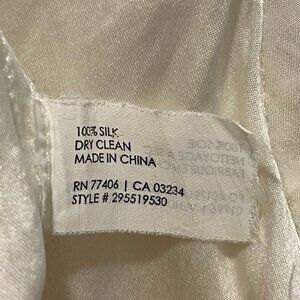 100% SILK
DRY CLEAN
MADE IN CHINA
RN 77406 | CA 03234
STYLE # 295519530